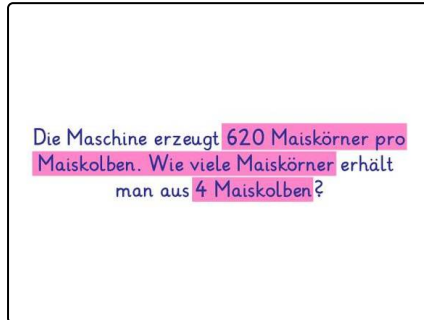 Die Maschine erzeugt 620 Maiskörner pro
Maiskolben. Wie viele Maiskörner erhält
man aus 4 Maiskolben?